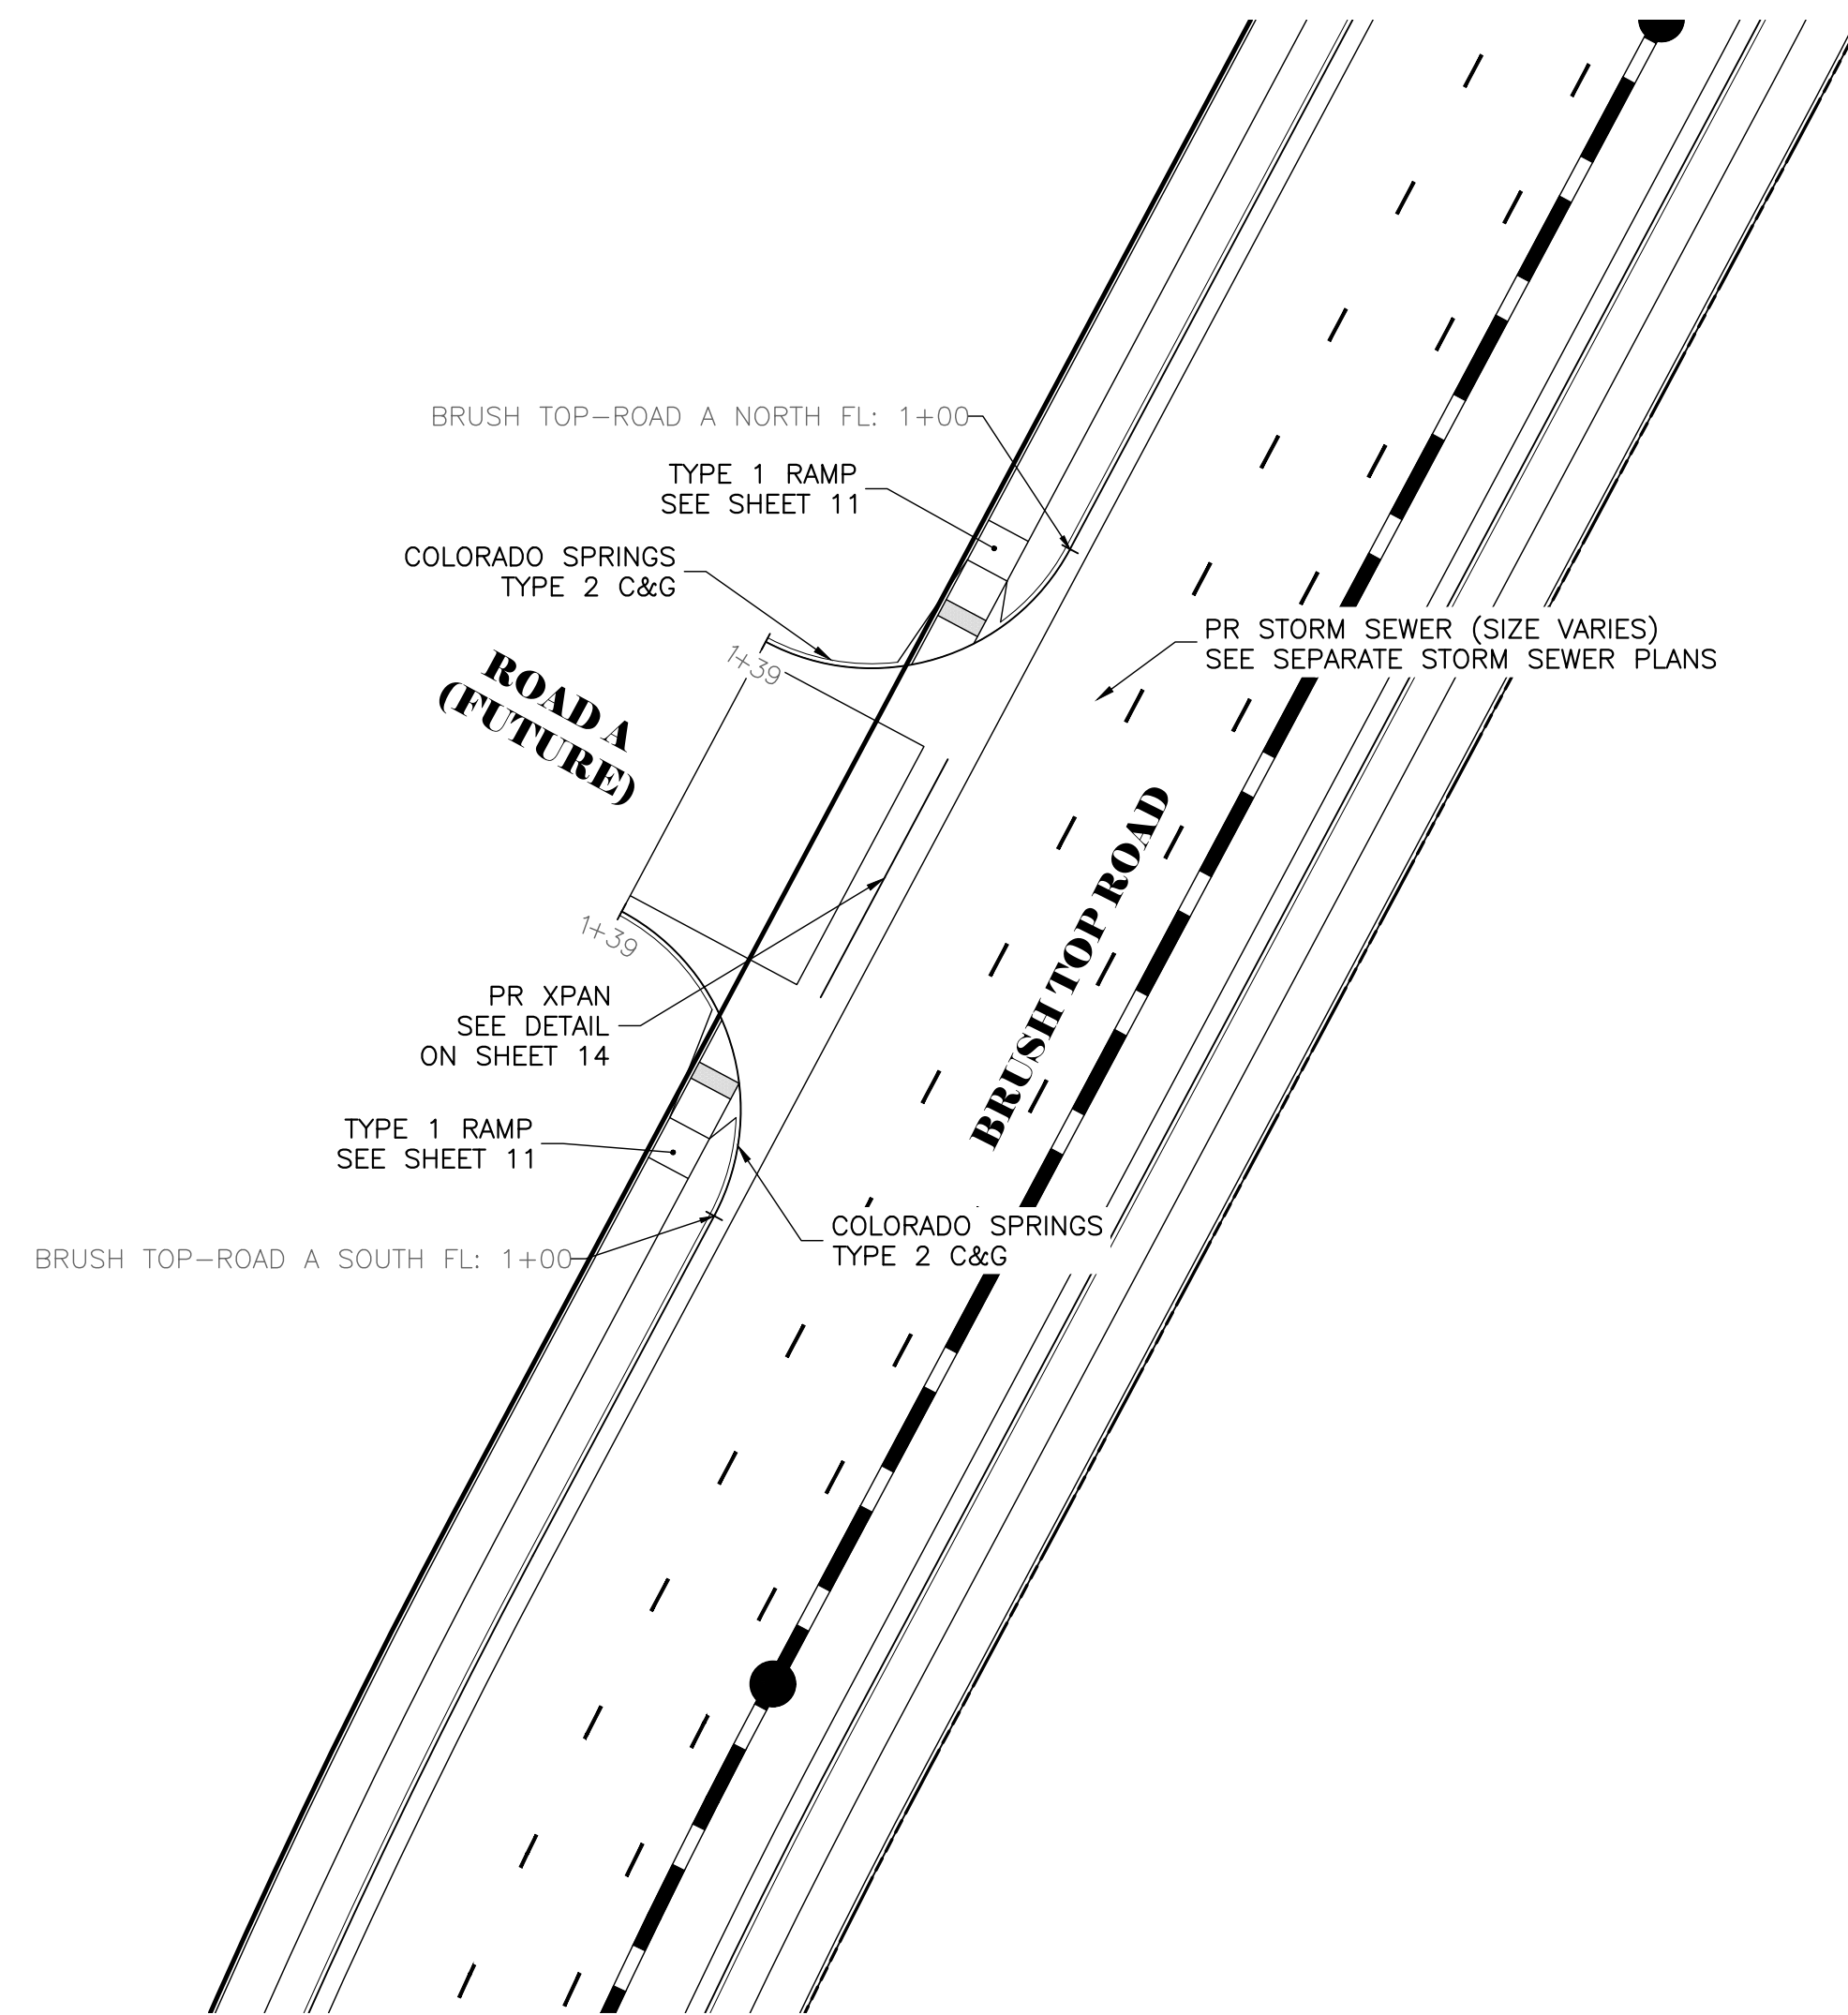 BRUSH TOP-ROAD A NORTH FL: 1+00
TYPE 1 RAMP
SEE SHEET 11
COLORADO SPRINGS
TYPE 2 C&G
PR STORM SEWER (SIZE VARIES)
SEE SEPARATE STORM SEWER PLANS
1+39
ROAD A
(FUTURE)
BRUSH TOP ROAD
1+39
PR XPAN
SEE DETAIL
ON SHEET 14
TYPE 1 RAMP
SEE SHEET 11
COLORADO SPRINGS
TYPE 2 C&G
BRUSH TOP-ROAD A SOUTH FL: 1+00